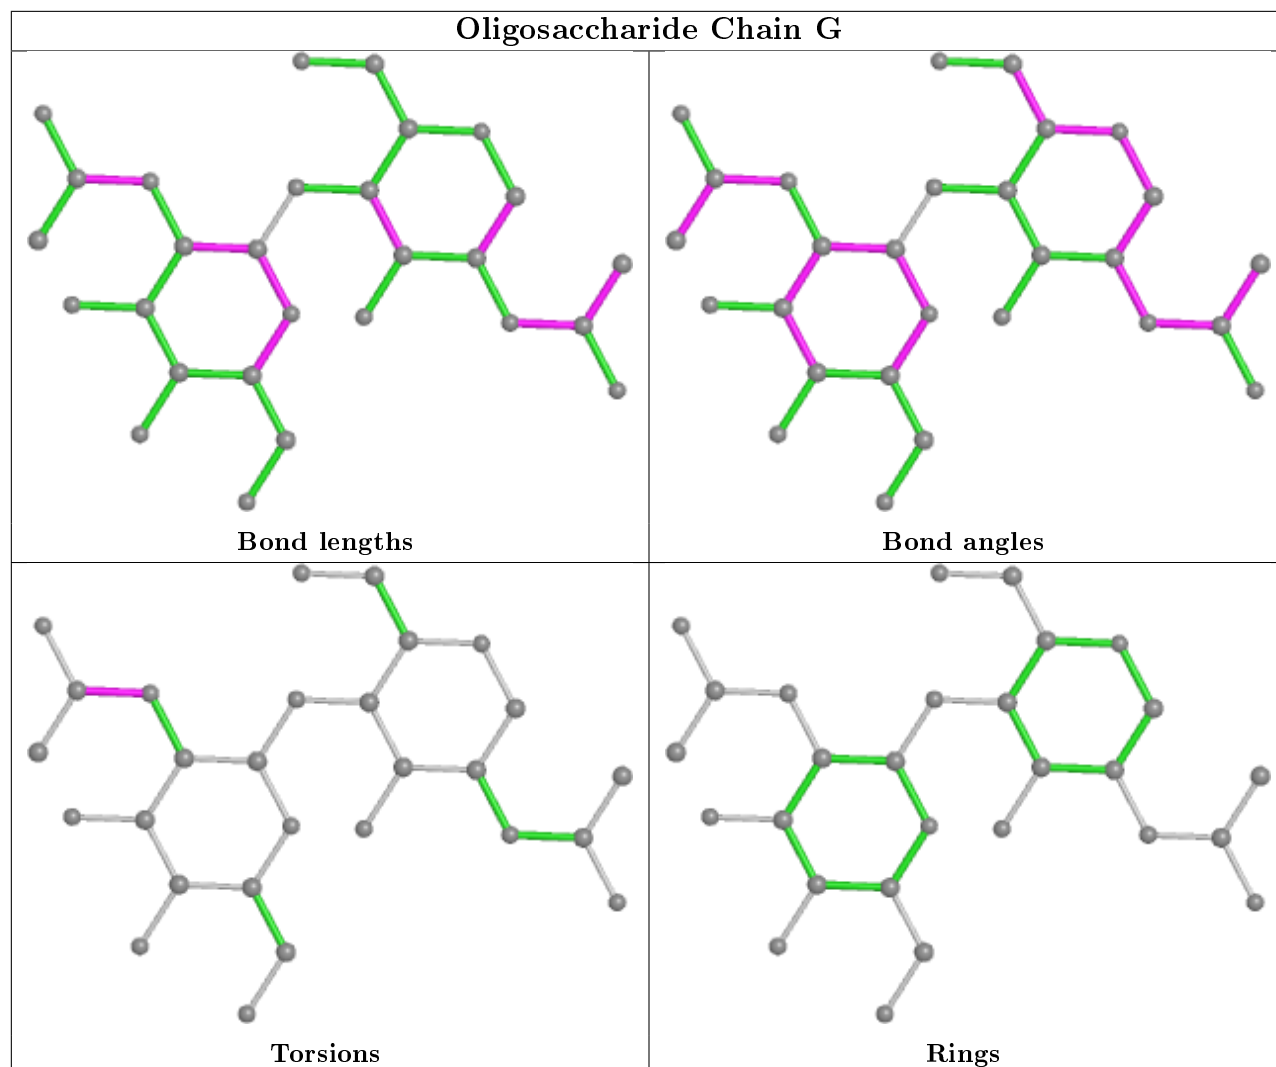 Oligosaccharide Chain G
Bond lengths
Bond angles
Torsions
Rings